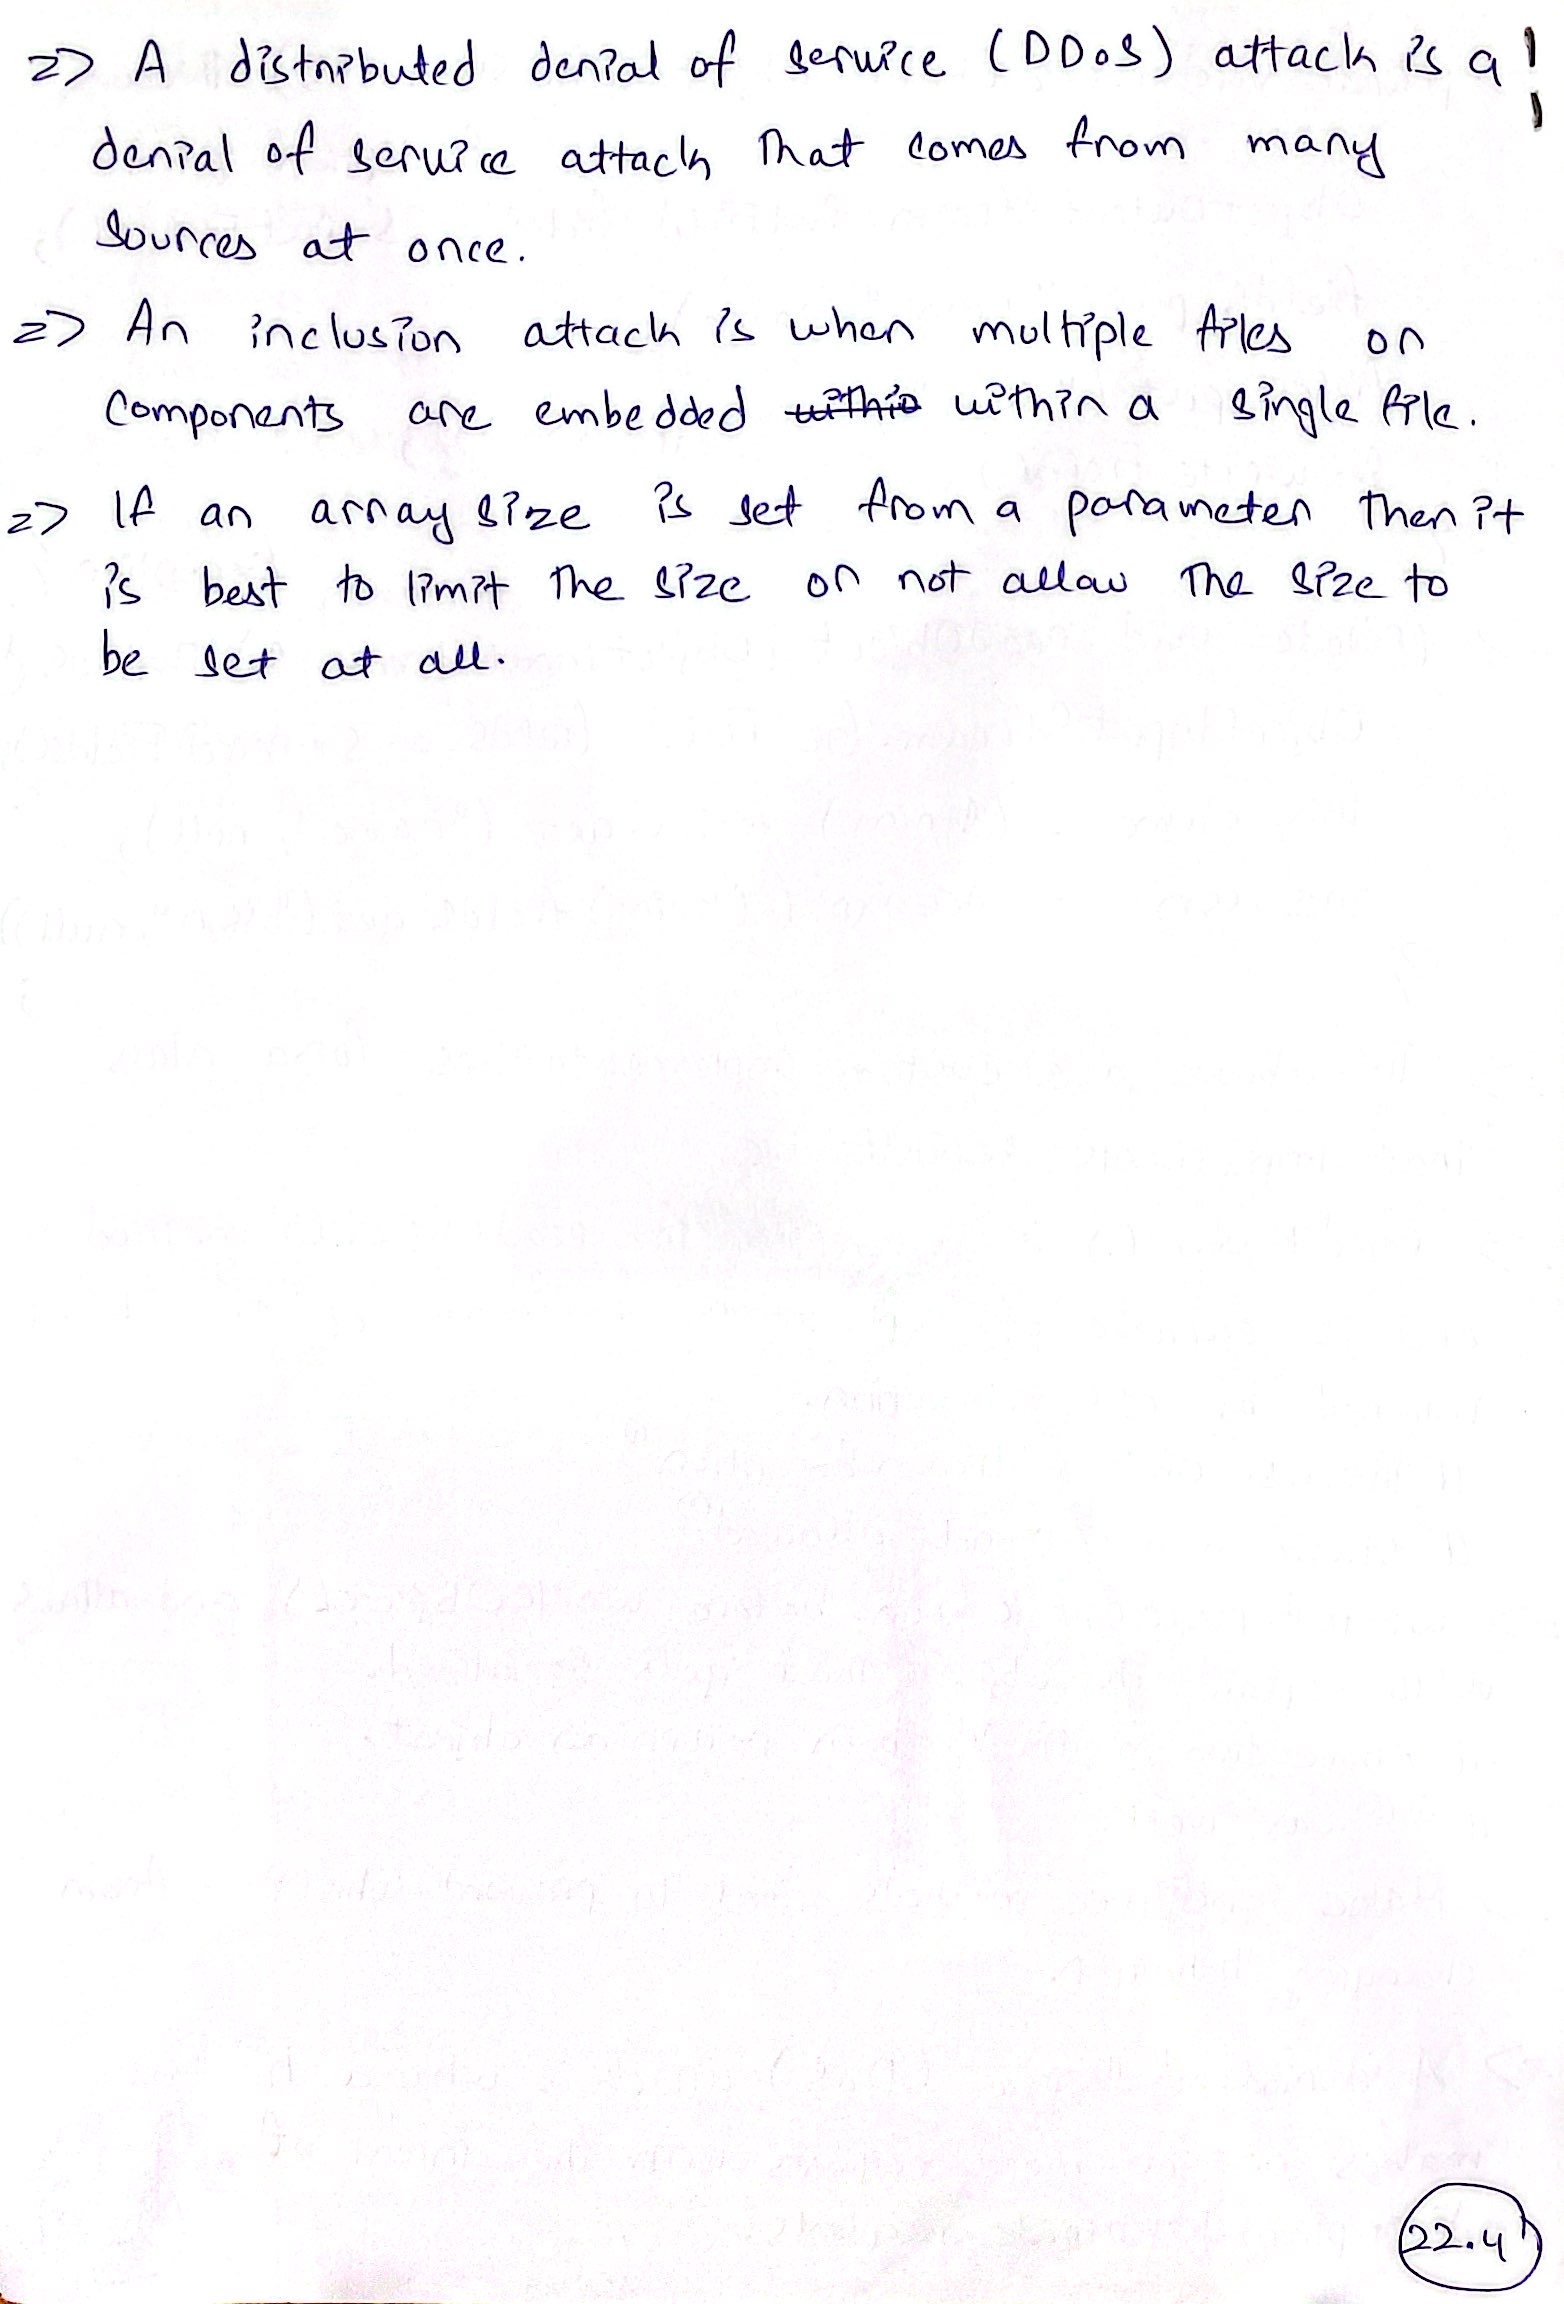 => A distributed denial of service (DDoS) attack is a
denial of service attack that comes from many
sources at once.
=> An inclusion attack is when multiple files or
components are embedded within within a single file.
=> If an array size is set from a parameter then it
is best to limit the size or not allow the size to
be set at all.
22.4